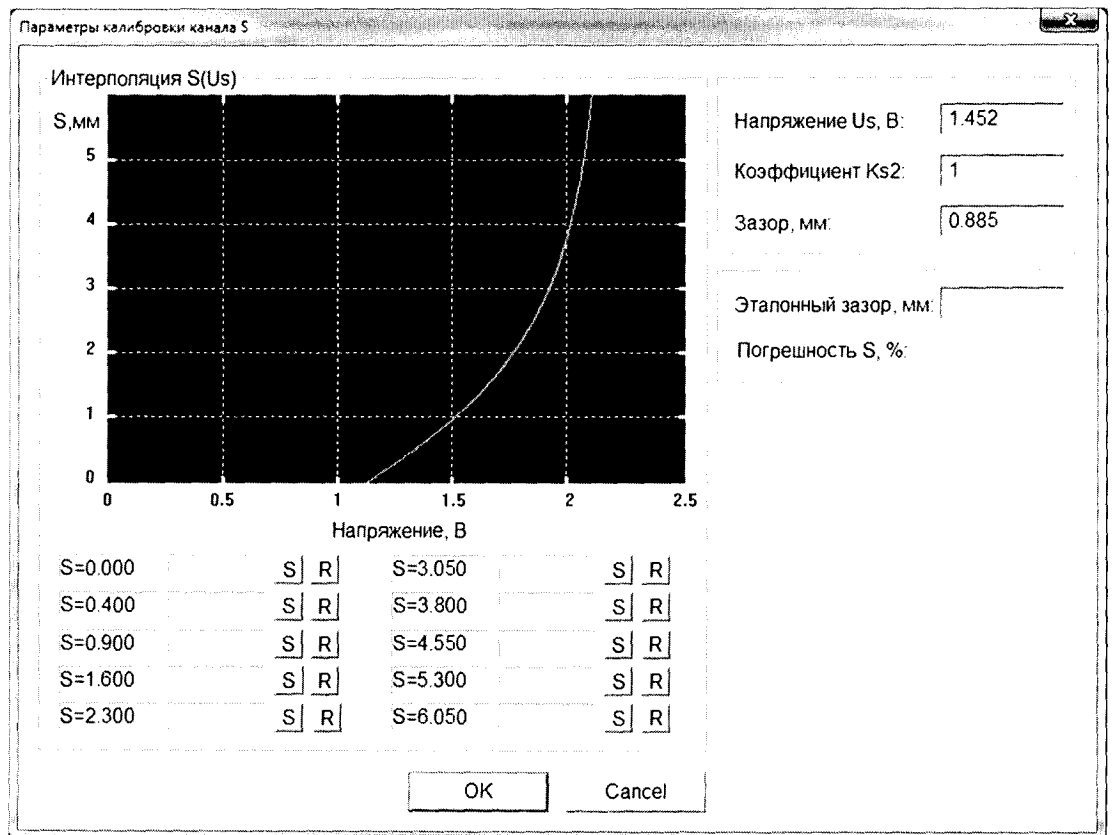 Параметры калибровки канала S
Интерполяция S(Us)
S,мм
5
4
3
2
1
0
0 0.5 1 1.5 2 2.5
Напряжение, В
S=0.000 S R S=3.050 S R
S=0.400 S R S=3.800 S R
S=0.900 S R S=4.550 S R
S=1.600 S R S=5.300 S R
S=2.300 S R S=6.050 S R
Напряжение Us, В: 1.452
Коэффициент Ks2: 1
Зазор, мм: 0.885
Эталонный зазор, мм:
Погрешность S, %:
OK Cancel